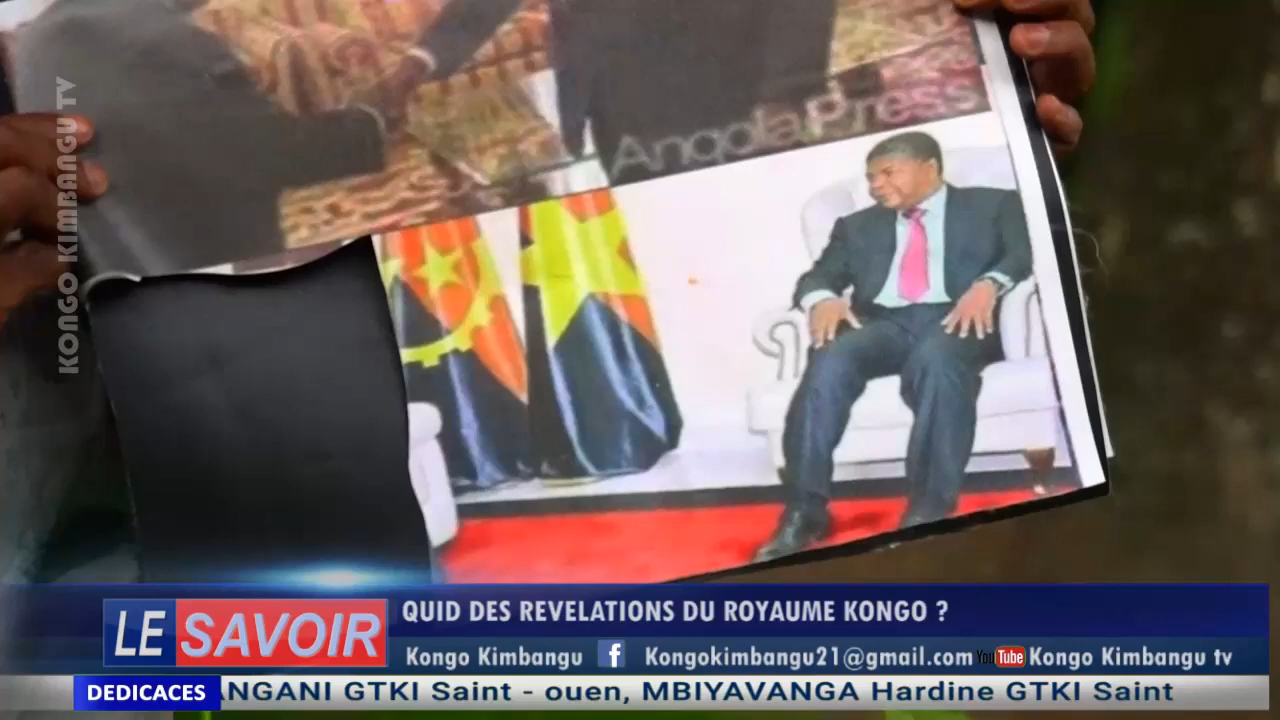 KONGO KIMBANGU TV
AngolaPress
LE SAVOIR
QUID DES REVELATIONS DU ROYAUME KONGO ?
Kongo Kimbangu f Kongokimbangu21@gmail.com YouTube Kongo Kimbangu tv
DEDICACES NGANI GTKI Saint - ouen, MBIYAVANGA Hardine GTKI Saint